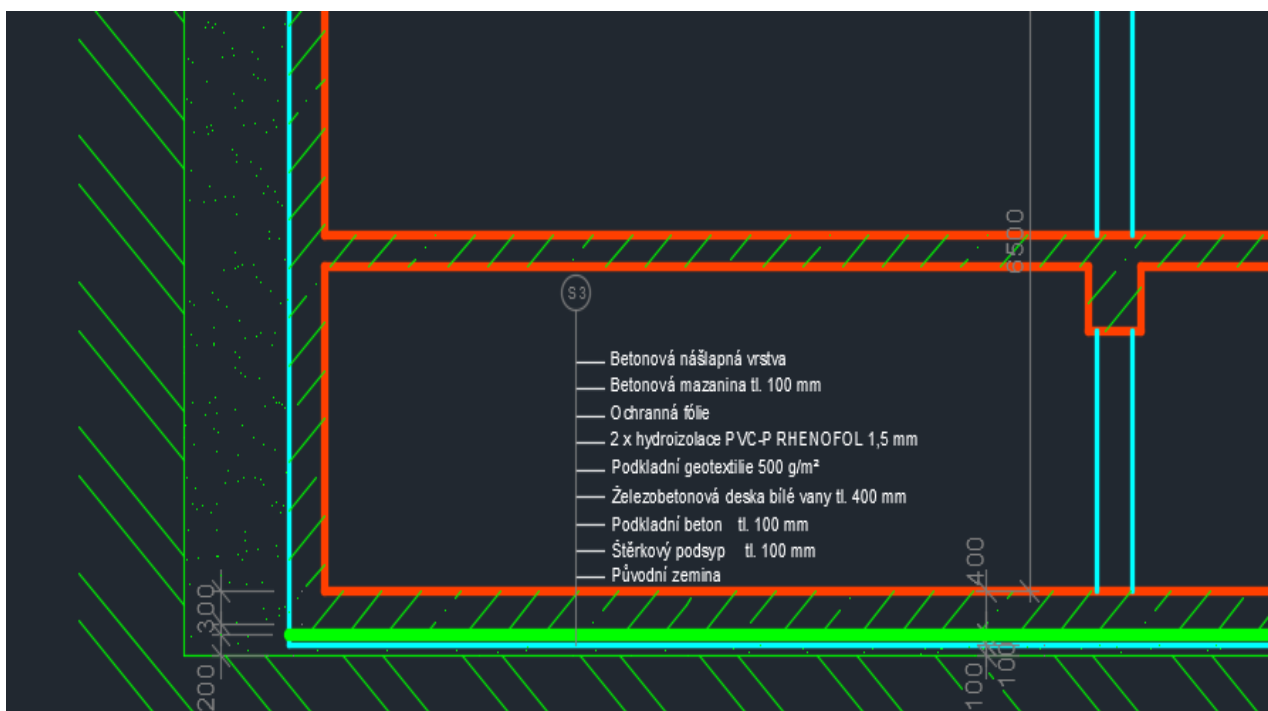 6500
S3
Betonová nášlapná vrstva
Betonová mazanina tl. 100 mm
Ochranná fólie
2 x hydroizolace PVC-P RHENOFOL 1,5 mm
Podkladní geotextilie 500 g/m²
Železobetonová deska bílé vany tl. 400 mm
Podkladní beton tl. 100 mm
Štěrkový podsyp tl. 100 mm
Původní zemina
300
400
200
100
100